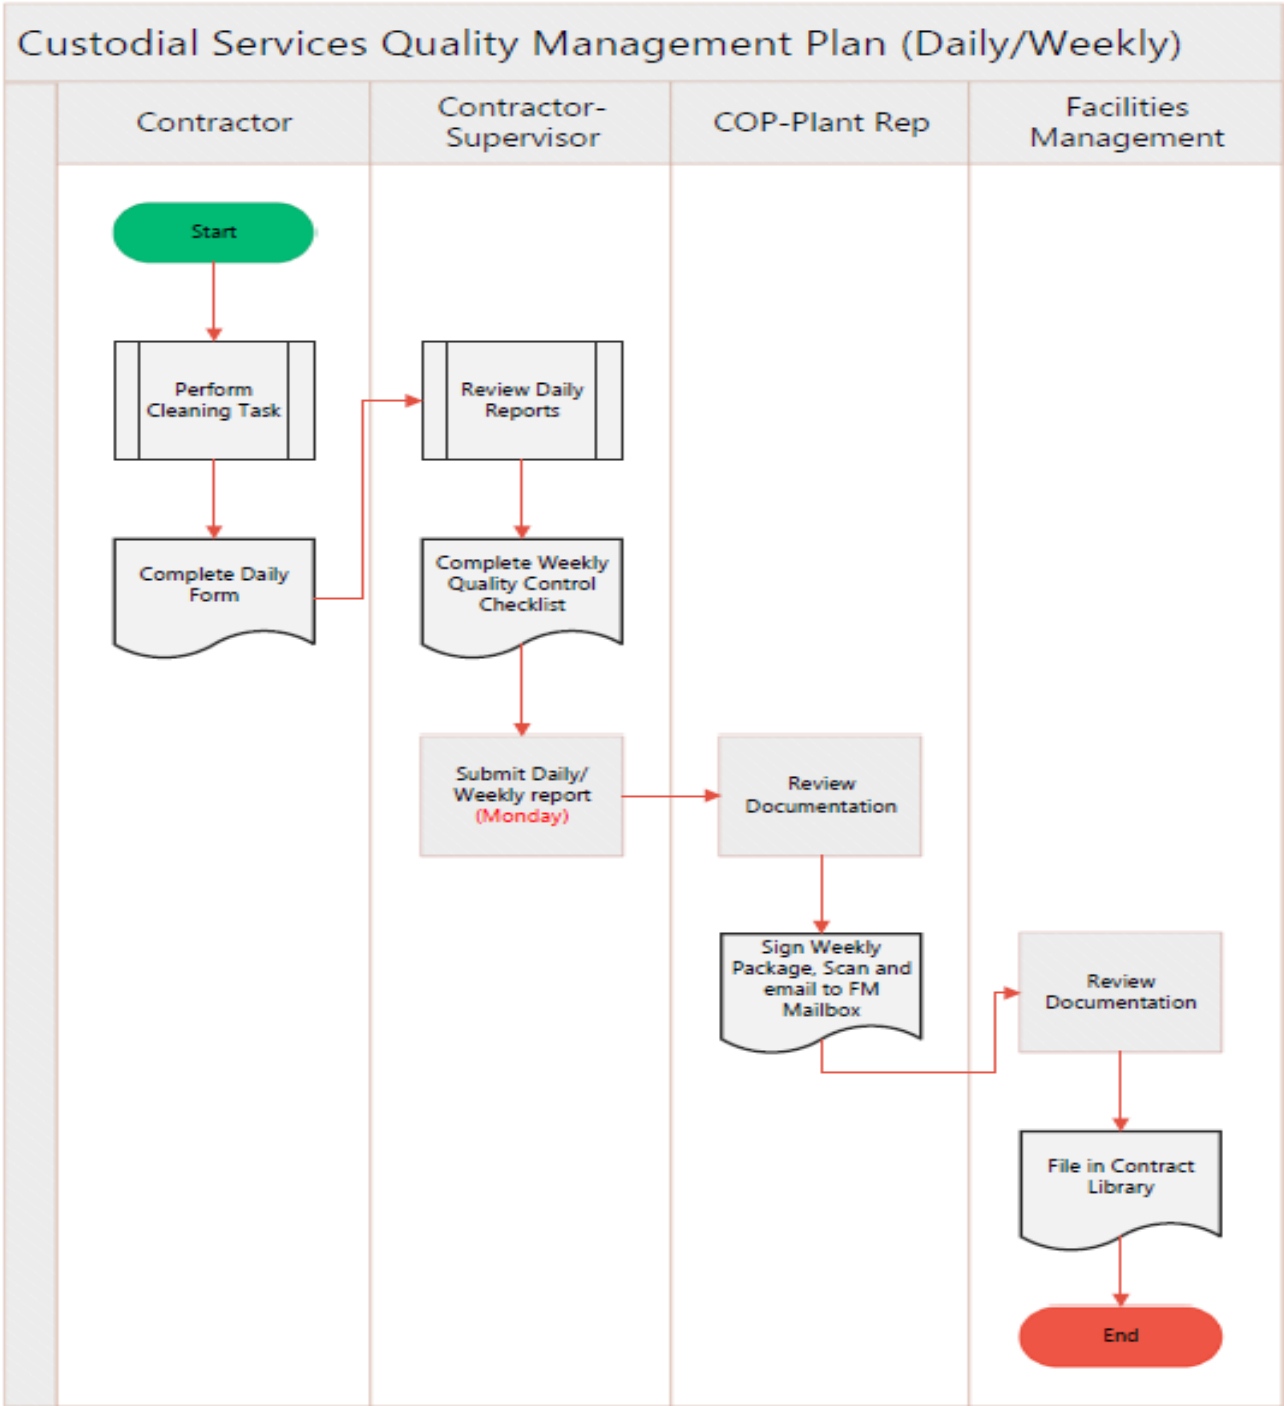 Custodial Services Quality Management Plan (Daily/Weekly)
Contractor
Contractor-
Supervisor
COP-Plant Rep
Facilities
Management
Start
Perform
Cleaning Task
Review Daily
Reports
Complete Daily
Form
Complete Weekly
Quality Control
Checklist
Submit Daily/
Weekly report
(Monday)
Review
Documentation
Sign Weekly
Package, Scan and
email to FM
Mailbox
Review
Documentation
File in Contract
Library
End